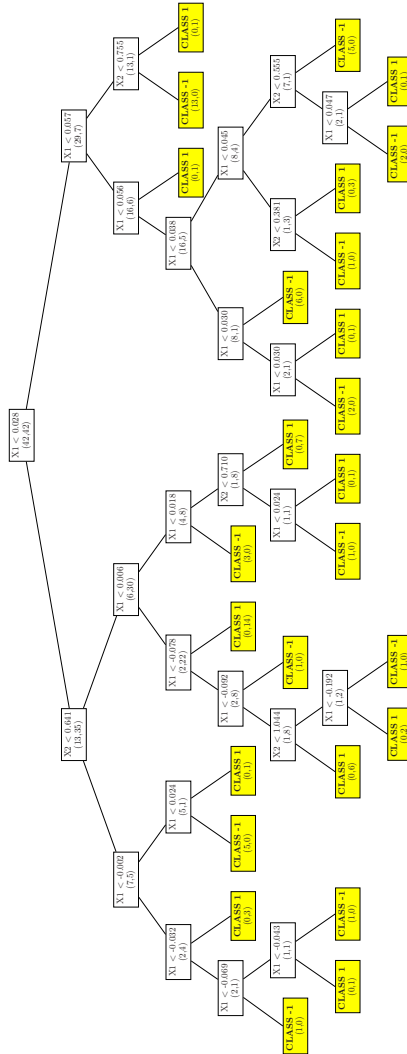 X1 < 0.028
(42,42)
X2 < 0.641
(13,35)
X1 < 0.057
(29,7)
X1 < -0.002
(7,5)
X1 < 0.006
(6,30)
X1 < 0.056
(16,6)
X2 < 0.755
(13,1)
X1 < -0.032
(2,4)
X1 < 0.024
(5,1)
X1 < -0.078
(2,22)
X1 < 0.018
(4,8)
X1 < 0.038
(16,5)
CLASS 1
(0,1)
CLASS -1
(13,0)
CLASS 1
(0,1)
X1 < -0.069
(2,1)
CLASS 1
(0,3)
CLASS -1
(5,0)
CLASS 1
(0,1)
X1 < -0.092
(2,8)
CLASS 1
(0,14)
CLASS -1
(3,0)
X2 < 0.710
(1,8)
X1 < 0.030
(8,1)
X1 < 0.045
(8,4)
CLASS -1
(1,0)
X1 < -0.043
(1,1)
X2 < 1.044
(1,8)
CLASS -1
(1,0)
X1 < 0.024
(1,1)
CLASS 1
(0,7)
X1 < 0.030
(2,1)
CLASS -1
(6,0)
X2 < 0.381
(1,3)
X2 < 0.555
(7,1)
CLASS 1
(0,1)
CLASS -1
(1,0)
CLASS 1
(0,6)
X1 < -0.192
(1,2)
CLASS -1
(1,0)
CLASS 1
(0,1)
CLASS -1
(2,0)
CLASS 1
(0,1)
CLASS -1
(1,0)
CLASS 1
(0,3)
X1 < 0.047
(2,1)
CLASS -1
(5,0)
CLASS 1
(0,2)
CLASS -1
(1,0)
CLASS -1
(2,0)
CLASS 1
(0,1)